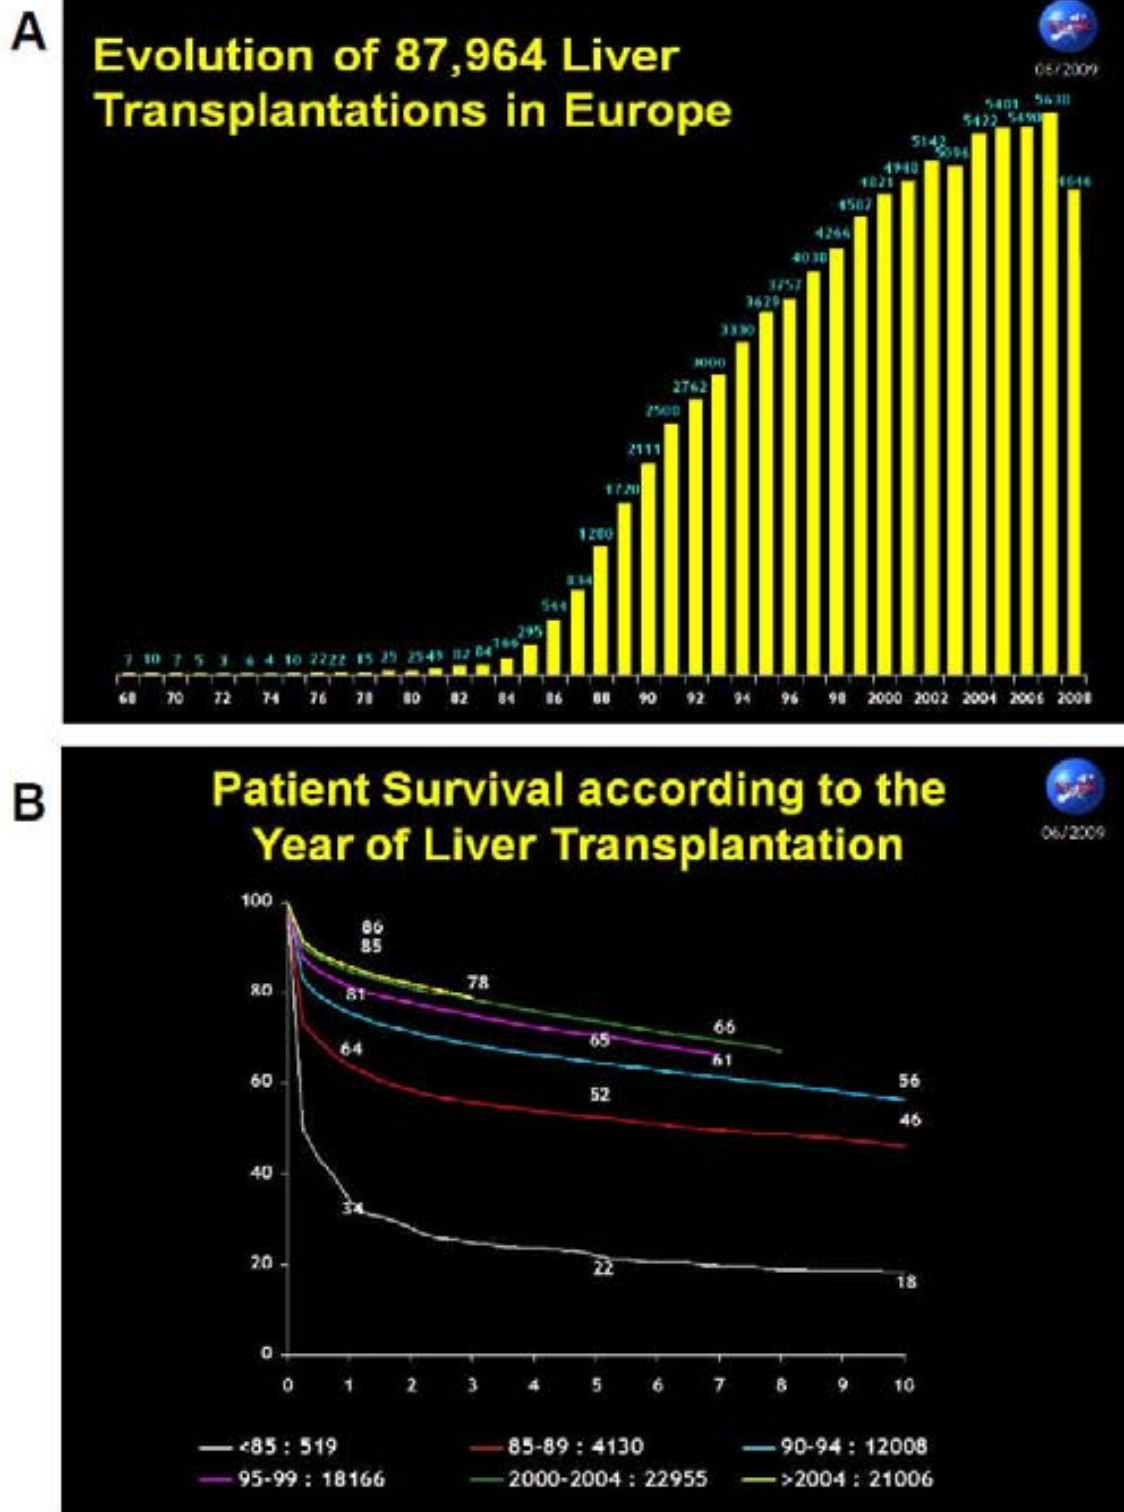 A
Evolution of 87,964 Liver
Transplantations in Europe
06/2009
7 10 7 5 3 6 4 10 22 22 15 25 25 49 82 84 166 295 544 834 1280 1720 2111 2500 2762 3000 3330 3629 3757 4030 4266 4587 4821 4948 5142 5096 5422 5481 5490 5630 4646
68 70 72 74 76 78 80 82 84 86 88 90 92 94 96 98 2000 2002 2004 2006 2008
B
Patient Survival according to the
Year of Liver Transplantation
06/2009
100
86
85
80
81
78
66
65
61
64
60
56
52
46
40
34
20
22
18
0
0 1 2 3 4 5 6 7 8 9 10
<85 : 519 85-89 : 4130 90-94 : 12008
95-99 : 18166 2000-2004 : 22955 >2004 : 21006